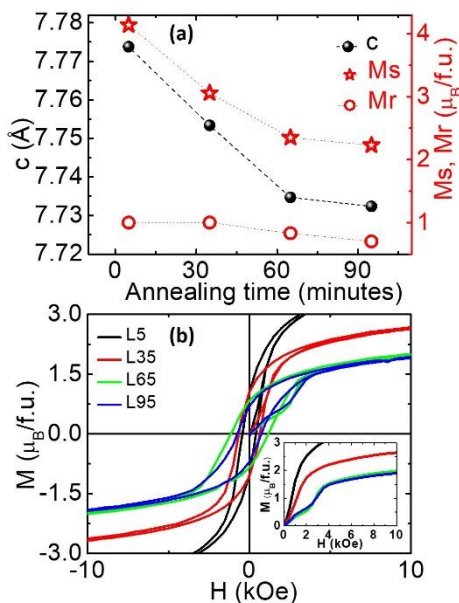 7.78
7.77
7.76
7.75
7.74
7.73
7.72
c (Å)
(a)
c
Ms
Mr
4
3
2
1
Ms, Mr (μB/f.u.)
0
30
60
90
Annealing time (minutes)
3.0
1.5
0.0
-1.5
-3.0
M (μB/f.u.)
(b)
L5
L35
L65
L95
-10
0
10
H (kOe)
3
2
1
0
M (μB/f.u.)
0 2 4 6 8 10
H (kOe)